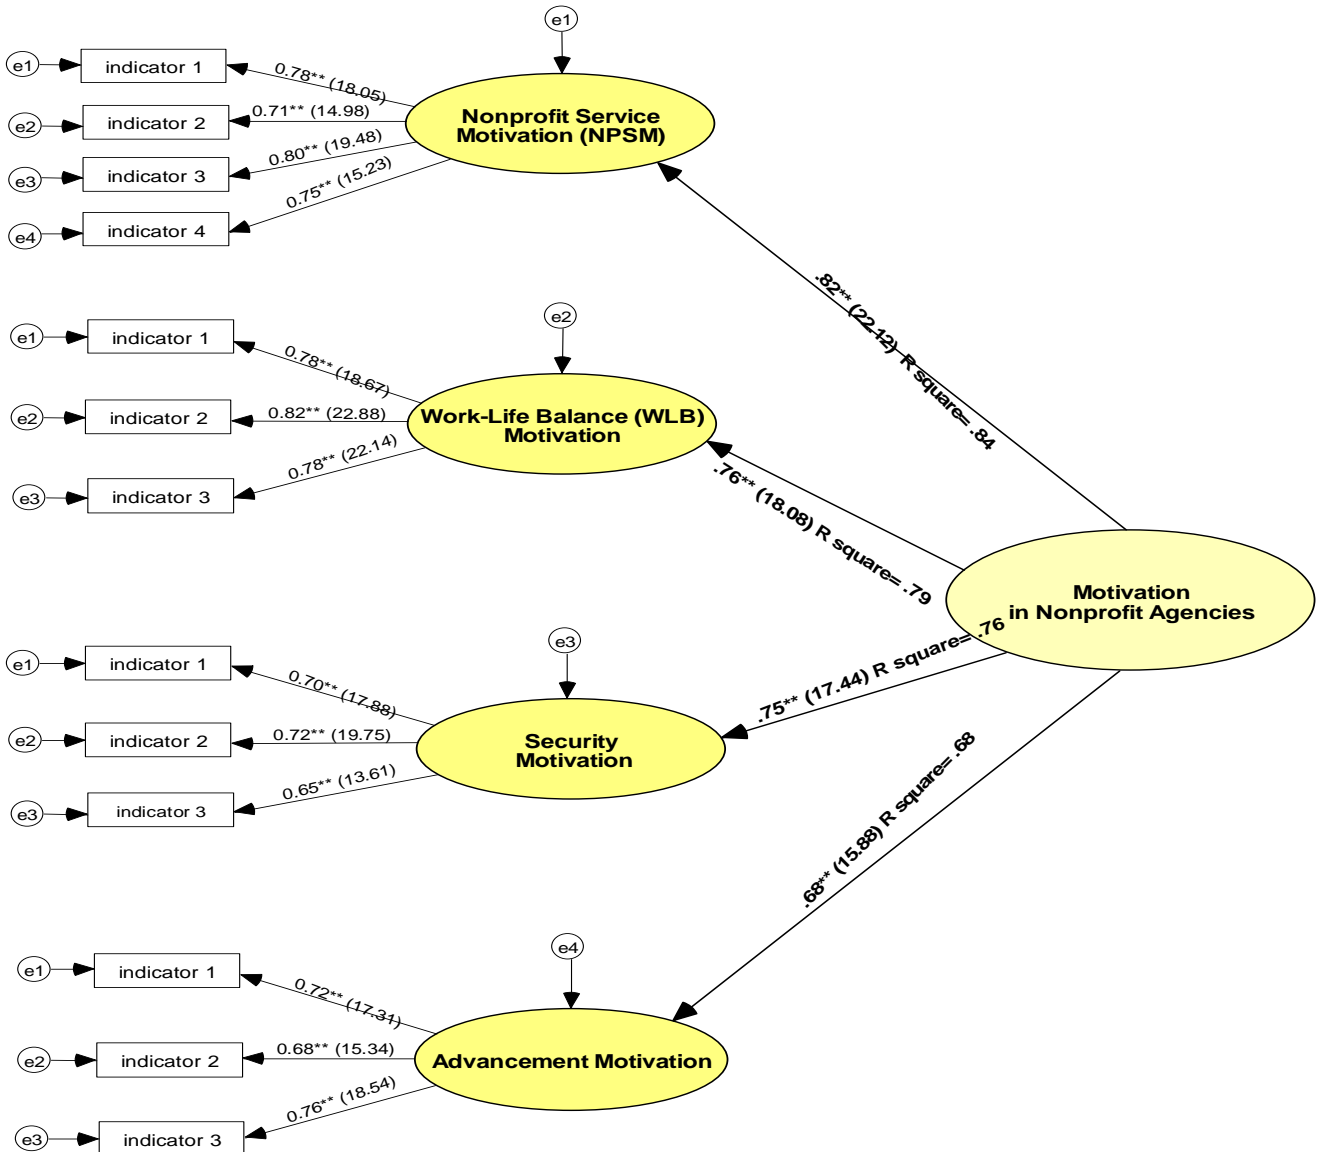 e1
e1
indicator 1
0.78** (18.05)
e2
indicator 2
0.71** (14.98)
e3
indicator 3
0.80** (19.48)
e4
indicator 4
0.75** (15.23)
Nonprofit Service
Motivation (NPSM)
.82** (22.12) R square= .84
e2
e1
indicator 1
0.78** (18.67)
e2
indicator 2
0.82** (22.88)
e3
indicator 3
0.78** (22.14)
Work-Life Balance (WLB)
Motivation
.76** (18.08) R square= .79
Motivation
in Nonprofit Agencies
e3
e1
indicator 1
0.70** (17.88)
e2
indicator 2
0.72** (19.75)
e3
indicator 3
0.65** (13.61)
Security
Motivation
.75** (17.44) R square= .76
.68** (15.88) R square= .68
e4
e1
indicator 1
0.72** (17.31)
e2
indicator 2
0.68** (15.34)
e3
indicator 3
0.76** (18.54)
Advancement Motivation